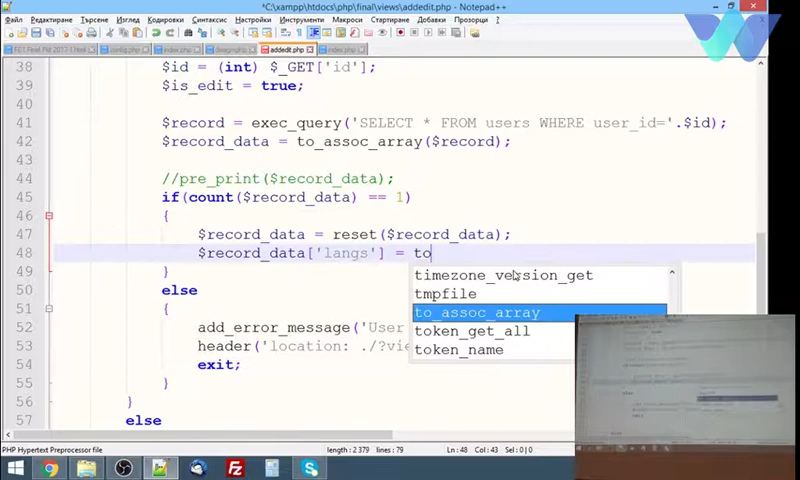 *C:\xampp\htdocs\php\final\views\addedit.php - Notepad++
Файл Редактиране Търсене Изглед Кодировки Синтаксис Настройки Инструменти Макроси Стартиране Добавки Прозорци ?
config.php index.php addedit.php index.php
38 $id = (int) $_GET['id'];
39 $is_edit = true;
40
41 $record = exec_query('SELECT * FROM users WHERE user_id='.$id);
42 $record_data = to_assoc_array($record);
43
44 //pre_print($record_data);
45 if(count($record_data) == 1)
46 {
47 $record_data = reset($record_data);
48 $record_data['langs'] = to
49 }
50 else
51 {
52 add_error_message('User
53 header('location: ./?vie
54 exit;
55 }
56 }
57 else
timezone_version_get
tmpfile
to_assoc_array
token_get_all
token_name
PHP Hypertext Preprocessor file length : 2 379 lines : 79 Ln : 48 Col : 43 Sel : 0 | 0